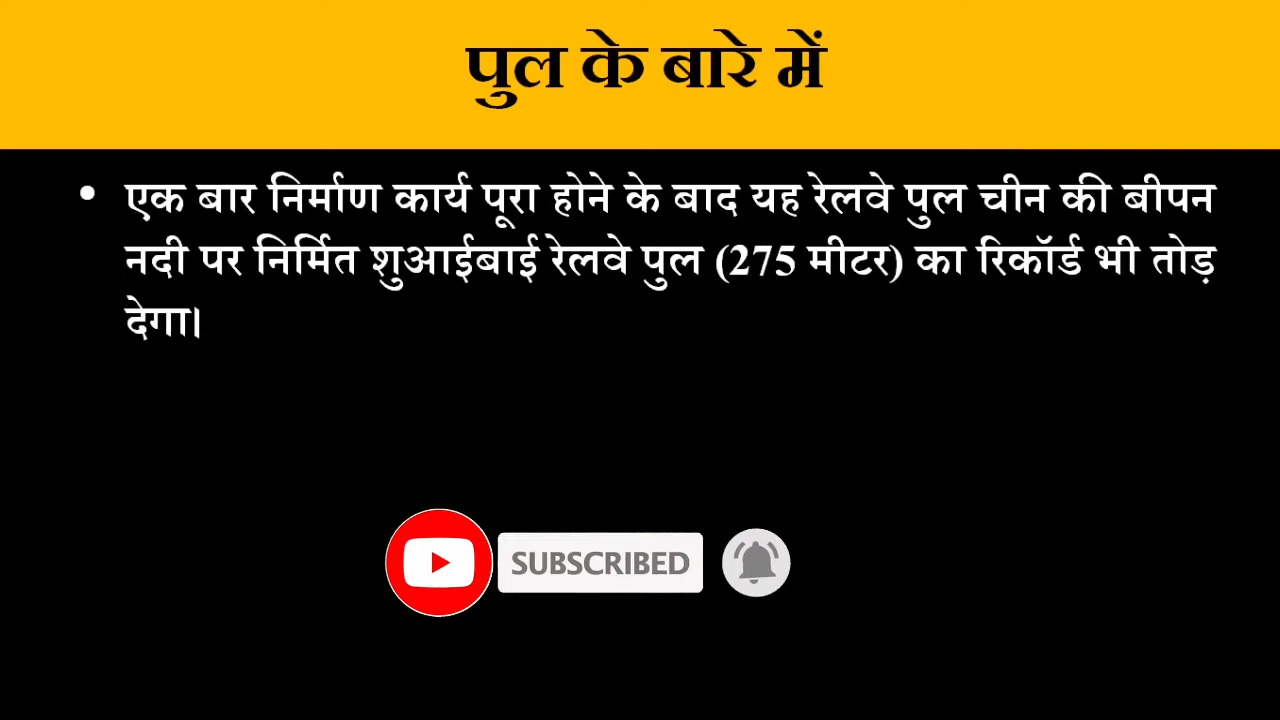 पुल के बारे में
• एक बार निर्माण कार्य पूरा होने के बाद यह रेलवे पुल चीन की बीपन
नदी पर निर्मित शुआईबाई रेलवे पुल (275 मीटर) का रिकॉर्ड भी तोड़
देगा।
SUBSCRIBED